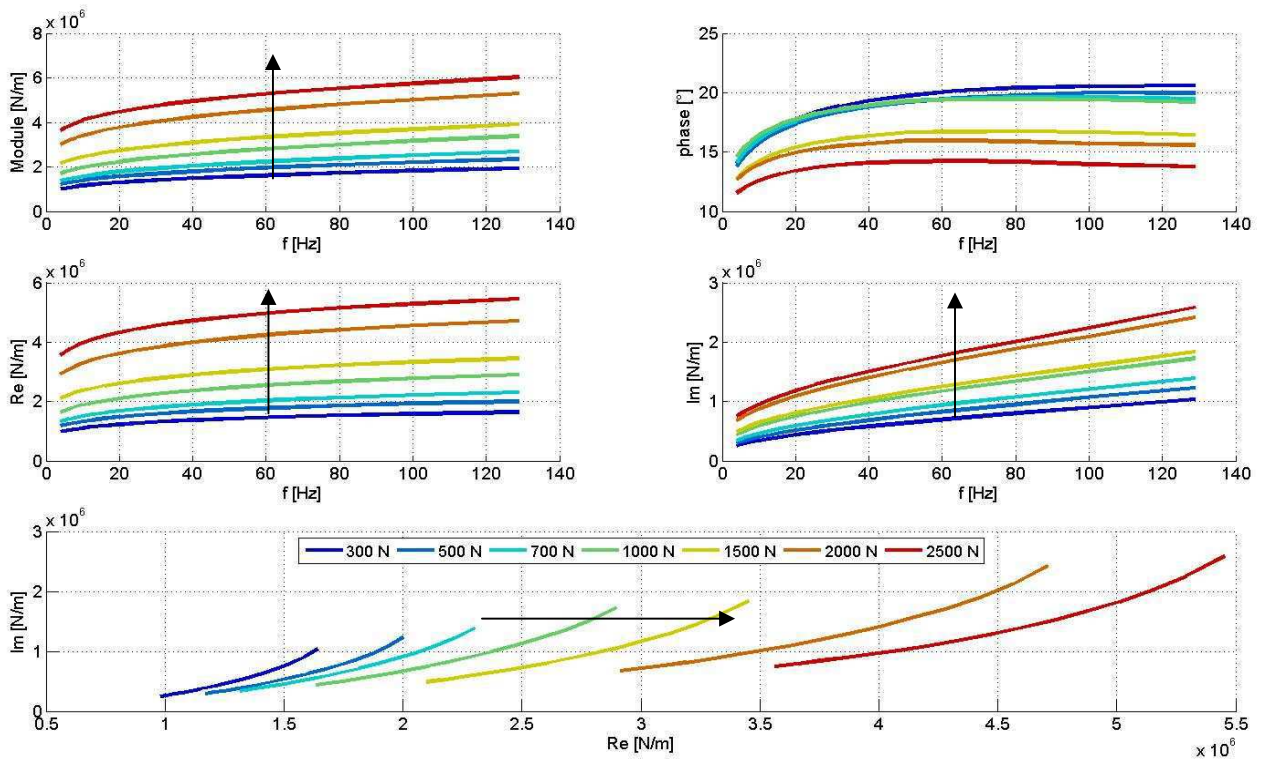 x 10^6
8
6
4
2
0
Module [N/m]
0 20 40 60 80 100 120 140
f [Hz]
25
20
15
10
phase [°]
0 20 40 60 80 100 120 140
f [Hz]
x 10^6
6
4
2
0
Re [N/m]
0 20 40 60 80 100 120 140
f [Hz]
x 10^6
3
2
1
0
Im [N/m]
0 20 40 60 80 100 120 140
f [Hz]
x 10^6
3
2
1
0
Im [N/m]
300 N 500 N 700 N 1000 N 1500 N 2000 N 2500 N
0.5 1 1.5 2 2.5 3 3.5 4 4.5 5 5.5
Re [N/m]
x 10^6